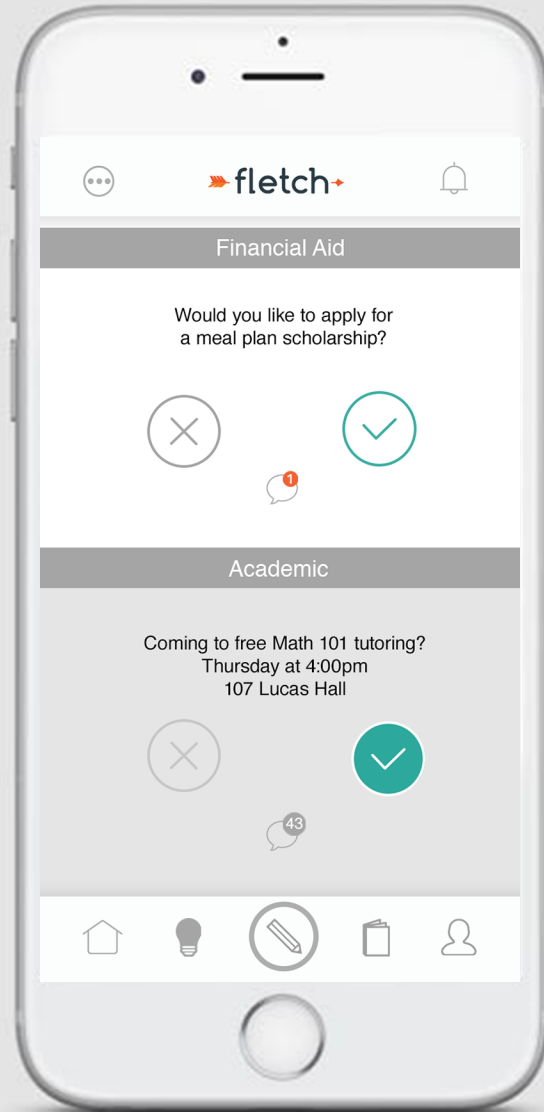 fletch
Financial Aid
Would you like to apply for
a meal plan scholarship?
1
Academic
Coming to free Math 101 tutoring?
Thursday at 4:00pm
107 Lucas Hall
43